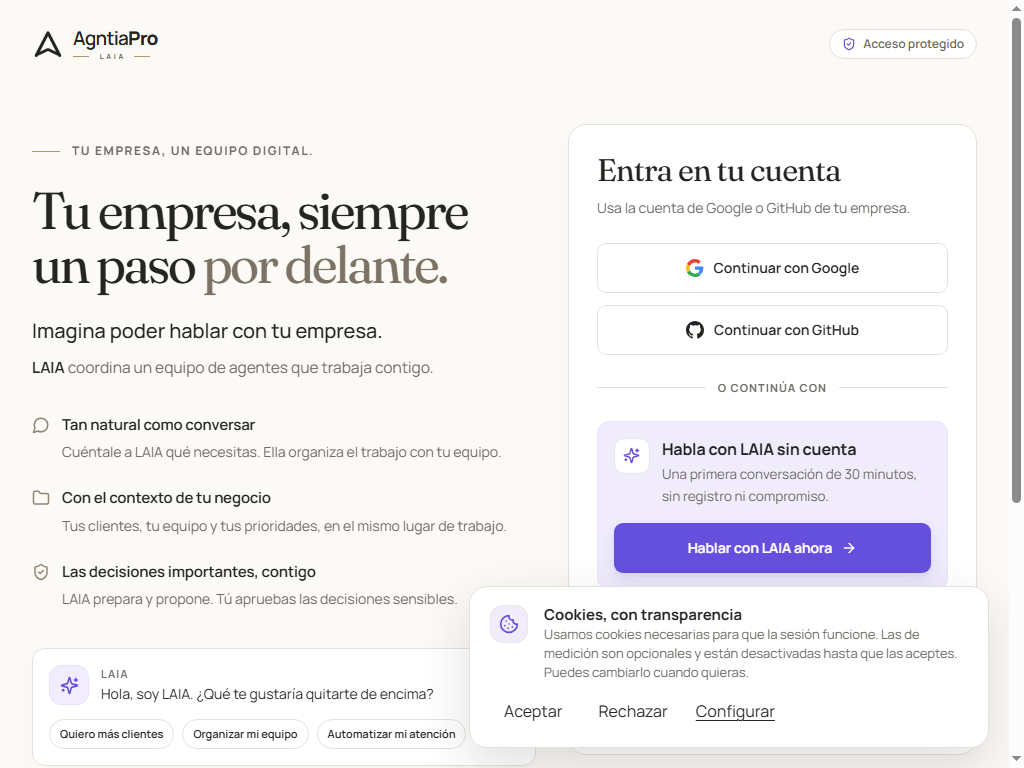 AgntiaPro
LAIA
Acceso protegido
TU EMPRESA, UN EQUIPO DIGITAL.
Tu empresa, siempre
un paso por delante.
Imagina poder hablar con tu empresa.
LAIA coordina un equipo de agentes que trabaja contigo.
Tan natural como conversar
Cuéntale a LAIA qué necesitas. Ella organiza el trabajo con tu equipo.
Con el contexto de tu negocio
Tus clientes, tu equipo y tus prioridades, en el mismo lugar de trabajo.
Las decisiones importantes, contigo
LAIA prepara y propone. Tú apruebas las decisiones sensibles.
LAIA
Hola, soy LAIA. ¿Qué te gustaría quitarte de encima?
Quiero más clientes
Organizar mi equipo
Automatizar mi atención
Entra en tu cuenta
Usa la cuenta de Google o GitHub de tu empresa.
Continuar con Google
Continuar con GitHub
O CONTINÚA CON
Habla con LAIA sin cuenta
Una primera conversación de 30 minutos,
sin registro ni compromiso.
Hablar con LAIA ahora
Cookies, con transparencia
Usamos cookies necesarias para que la sesión funcione. Las de
medición son opcionales y están desactivadas hasta que las aceptes.
Puedes cambiarlo cuando quieras.
Aceptar
Rechazar
Configurar